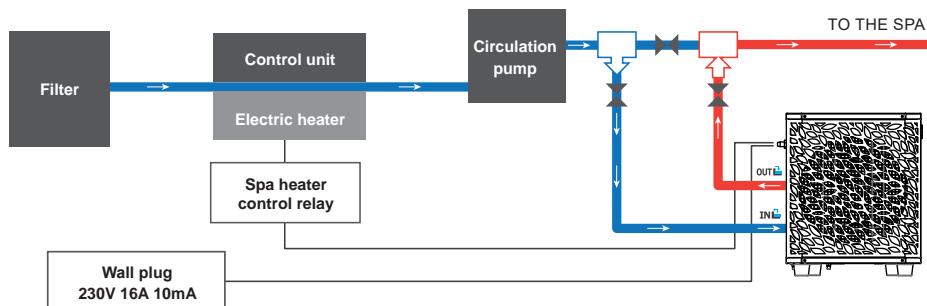 TO THE SPA
Circulation
pump
Control unit
Filter
Electric heater
OUT
Spa heater
control relay
IN
Wall plug
230V 16A 10mA